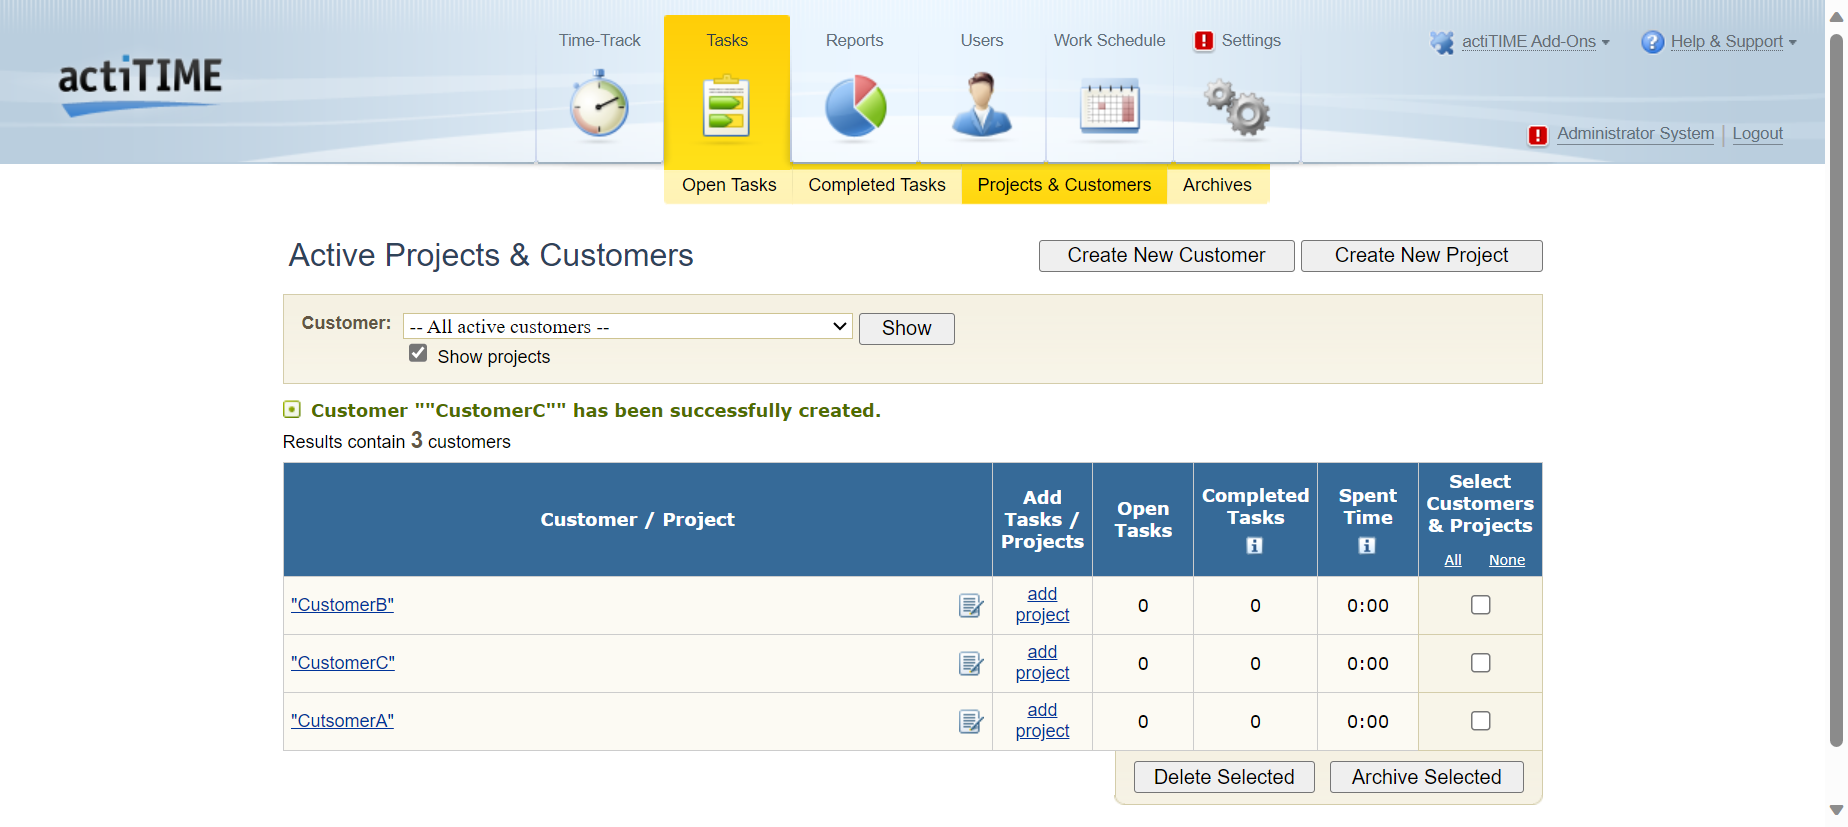 actiTIME
Time-Track
Tasks
Reports
Users
Work Schedule
Settings
actiTIME Add-Ons
Help & Support
Administrator System
Logout
Open Tasks
Completed Tasks
Projects & Customers
Archives
Active Projects & Customers
Create New Customer
Create New Project
Customer:
-- All active customers --
Show
Show projects
Customer ""CustomerC"" has been successfully created.
Results contain 3 customers
Customer / Project
Add
Tasks /
Projects
Open
Tasks
Completed
Tasks
Spent
Time
Select
Customers
& Projects
All None
"CustomerB"
add
project
0
0
0:00
"CustomerC"
add
project
0
0
0:00
"CutsomerA"
add
project
0
0
0:00
Delete Selected
Archive Selected